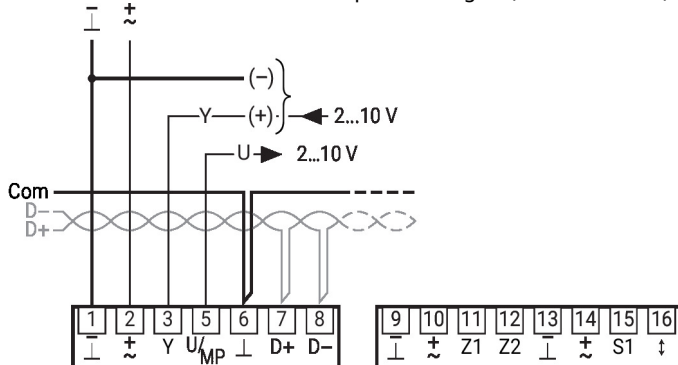 ⊥ – ~ +
(–)
Y (+) 2...10 V
U 2...10 V
Com
D–
D+
1 2 3 5 6 7 8 9 10 11 12 13 14 15 16
⊥ – ~ + Y U/MP ⊥ D+ D– ⊥ – ~ + Z1 Z2 ⊥ – ~ + S1 ↕